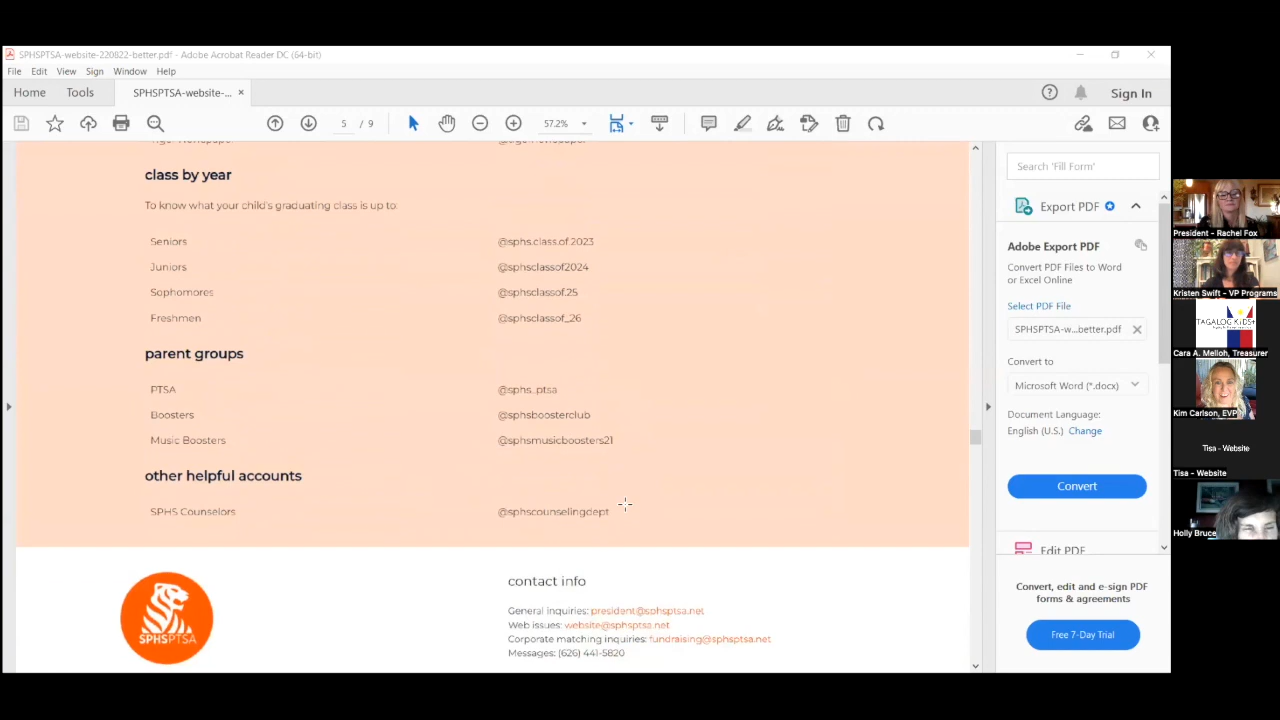 SPHSPTSA-website-220822-better.pdf - Adobe Acrobat Reader DC (64-bit)
File Edit View Sign Window Help
Home Tools SPHSPTSA-website-... × Sign In
5 / 9 57.2%
class by year
To know what your child's graduating class is up to:
Seniors @sphs.class.of.2023
Juniors @sphsclassof2024
Sophomores @sphsclassof.25
Freshmen @sphsclassof_26
parent groups
PTSA @sphs_ptsa
Boosters @sphsboosterclub
Music Boosters @sphsmusicboosters21
other helpful accounts
SPHS Counselors @sphscounselingdept
SPHSPTSA
contact info
General inquiries: president@sphsptsa.net
Web issues: website@sphsptsa.net
Corporate matching inquiries: fundraising@sphsptsa.net
Messages: (626) 441-5820
Search 'Fill Form'
Export PDF
Adobe Export PDF
Convert PDF Files to Word
or Excel Online
Select PDF File
SPHSPTSA-w...better.pdf
Convert to
Microsoft Word (*.docx)
Document Language:
English (U.S.) Change
Convert
Edit PDF
Convert, edit and e-sign PDF
forms & agreements
Free 7-Day Trial
President - Rachel Fox
Kristen Swift - VP Programs
TAGALOG KiDS+
Cara A. Melioh, Treasurer
Kim Carlson, EVP
Tisa - Website
Tisa - Website
Holly Bruce